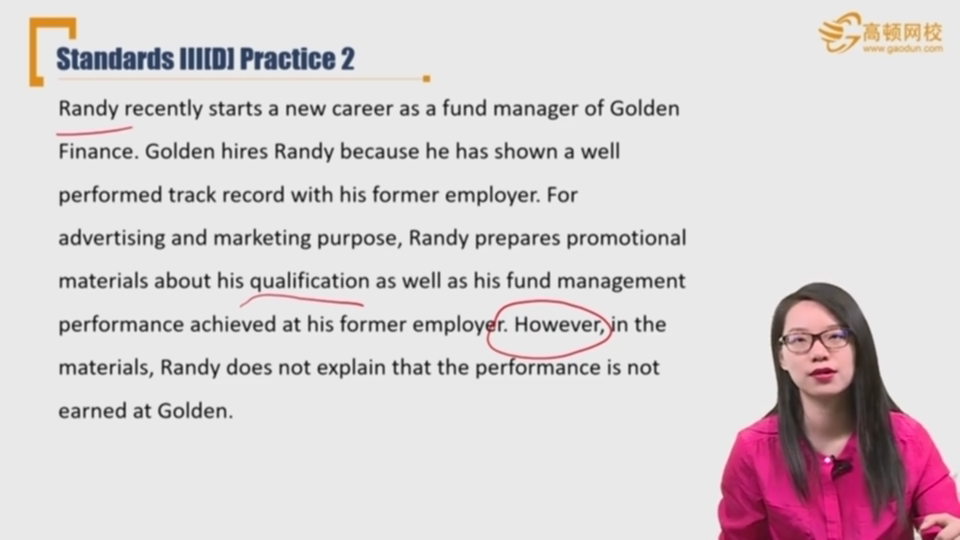 高顿网校
www.gaodun.com
Standards III[D] Practice 2
Randy recently starts a new career as a fund manager of Golden
Finance. Golden hires Randy because he has shown a well
performed track record with his former employer. For
advertising and marketing purpose, Randy prepares promotional
materials about his qualification as well as his fund management
performance achieved at his former employer. However, in the
materials, Randy does not explain that the performance is not
earned at Golden.